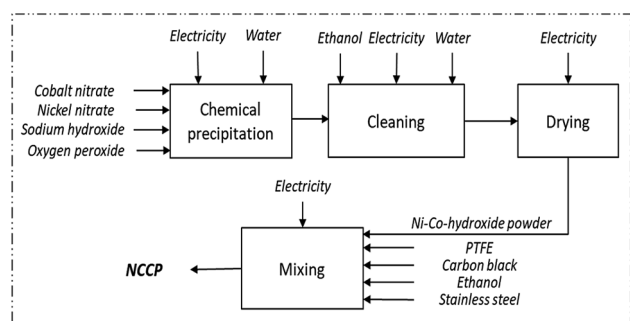 Electricity Water
Ethanol Electricity Water
Electricity
Cobalt nitrate
Nickel nitrate
Sodium hydroxide
Oxygen peroxide
Chemical
precipitation
Cleaning
Drying
Electricity
Ni-Co-hydroxide powder
PTFE
Carbon black
Ethanol
Stainless steel
Mixing
NCCP